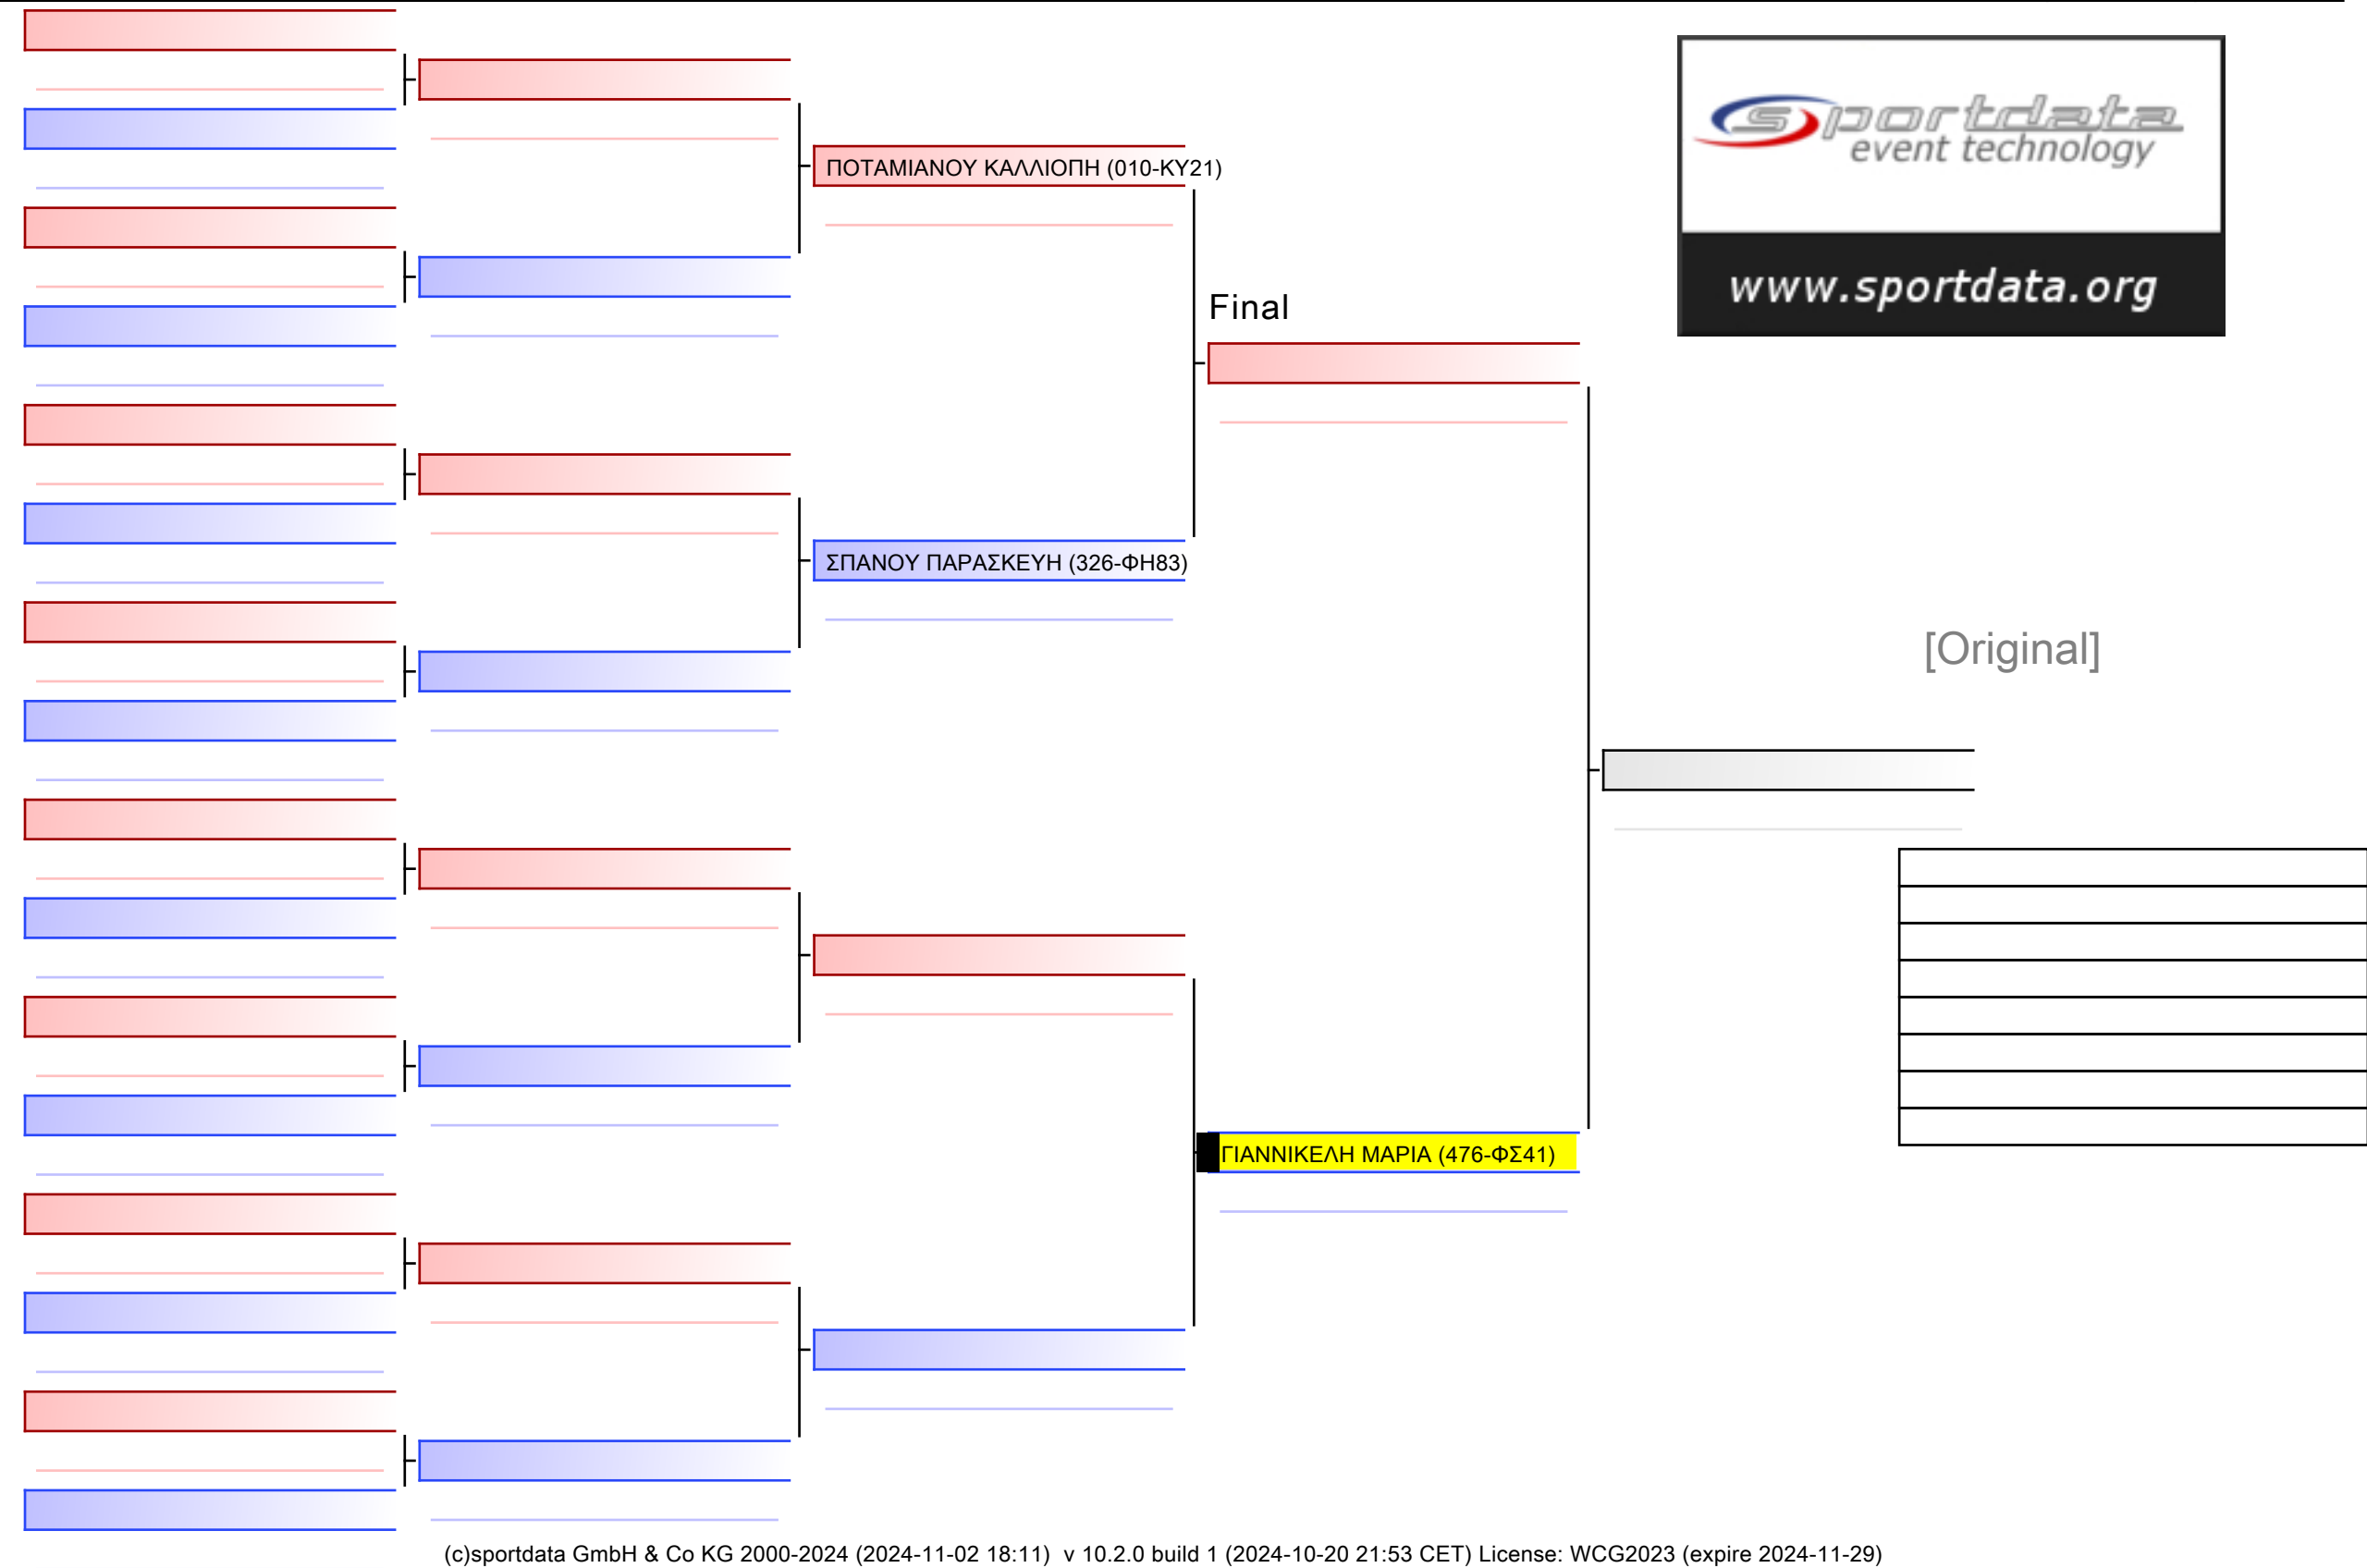 sportdata
event technology
www.sportdata.org
ΠΟΤΑΜΙΑΝΟΥ ΚΑΛΛΙΟΠΗ (010-ΚΥ21)
Final
ΣΠΑΝΟΥ ΠΑΡΑΣΚΕΥΗ (326-ΦΗ83)
[Original]
ΓΙΑΝΝΙΚΕΛΗ ΜΑΡΙΑ (476-ΦΣ41)
(c)sportdata GmbH & Co KG 2000-2024 (2024-11-02 18:11) v 10.2.0 build 1 (2024-10-20 21:53 CET) License: WCG2023 (expire 2024-11-29)